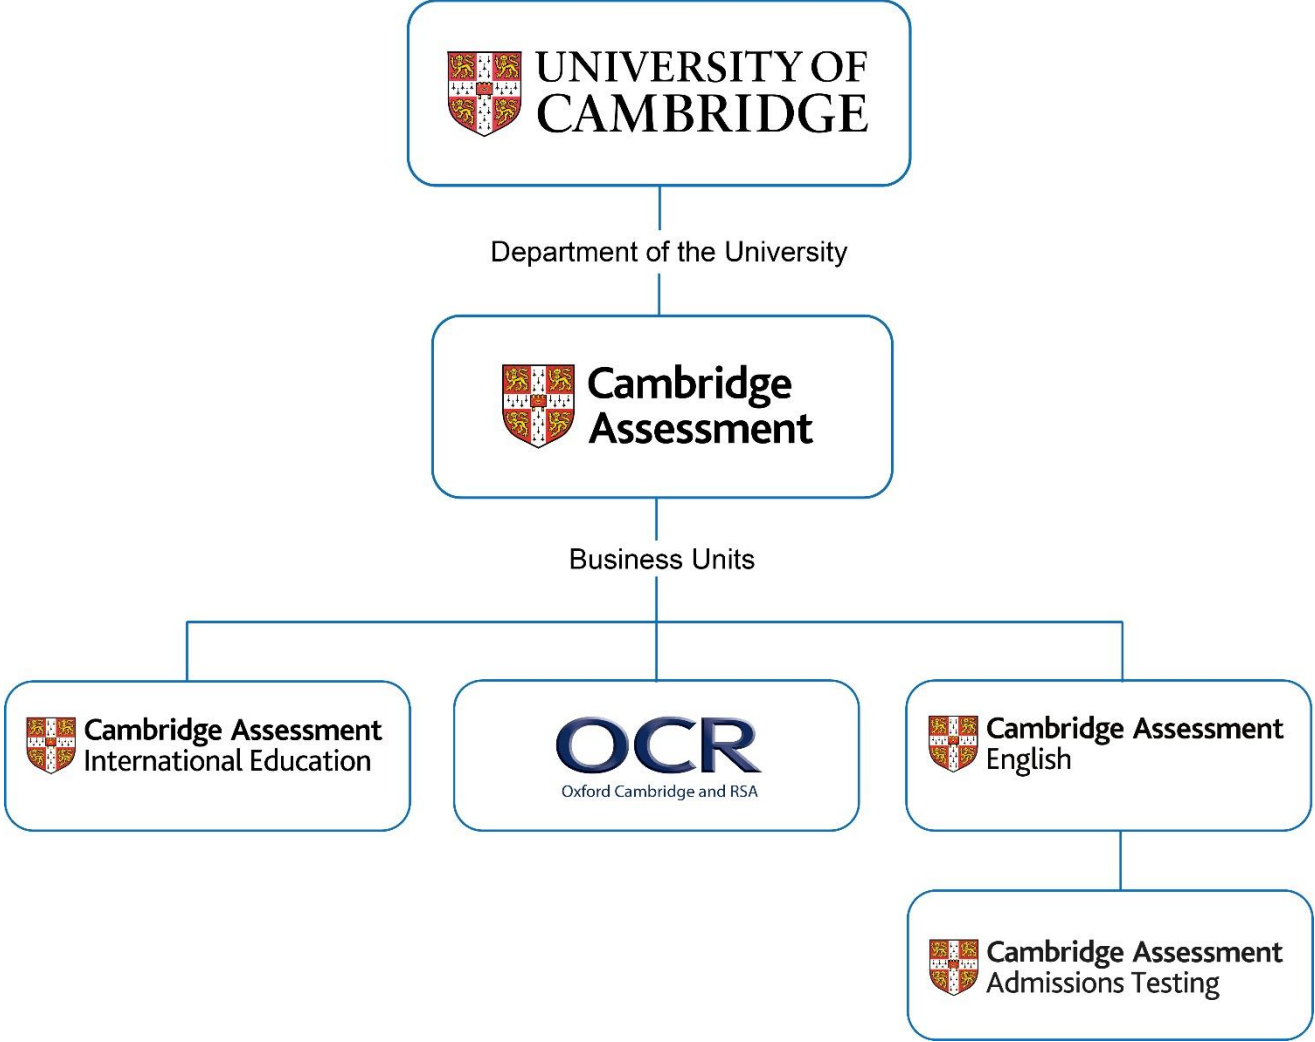 UNIVERSITY OF
CAMBRIDGE
Department of the University
Cambridge
Assessment
Business Units
Cambridge Assessment
International Education
OCR
Oxford Cambridge and RSA
Cambridge Assessment
English
Cambridge Assessment
Admissions Testing